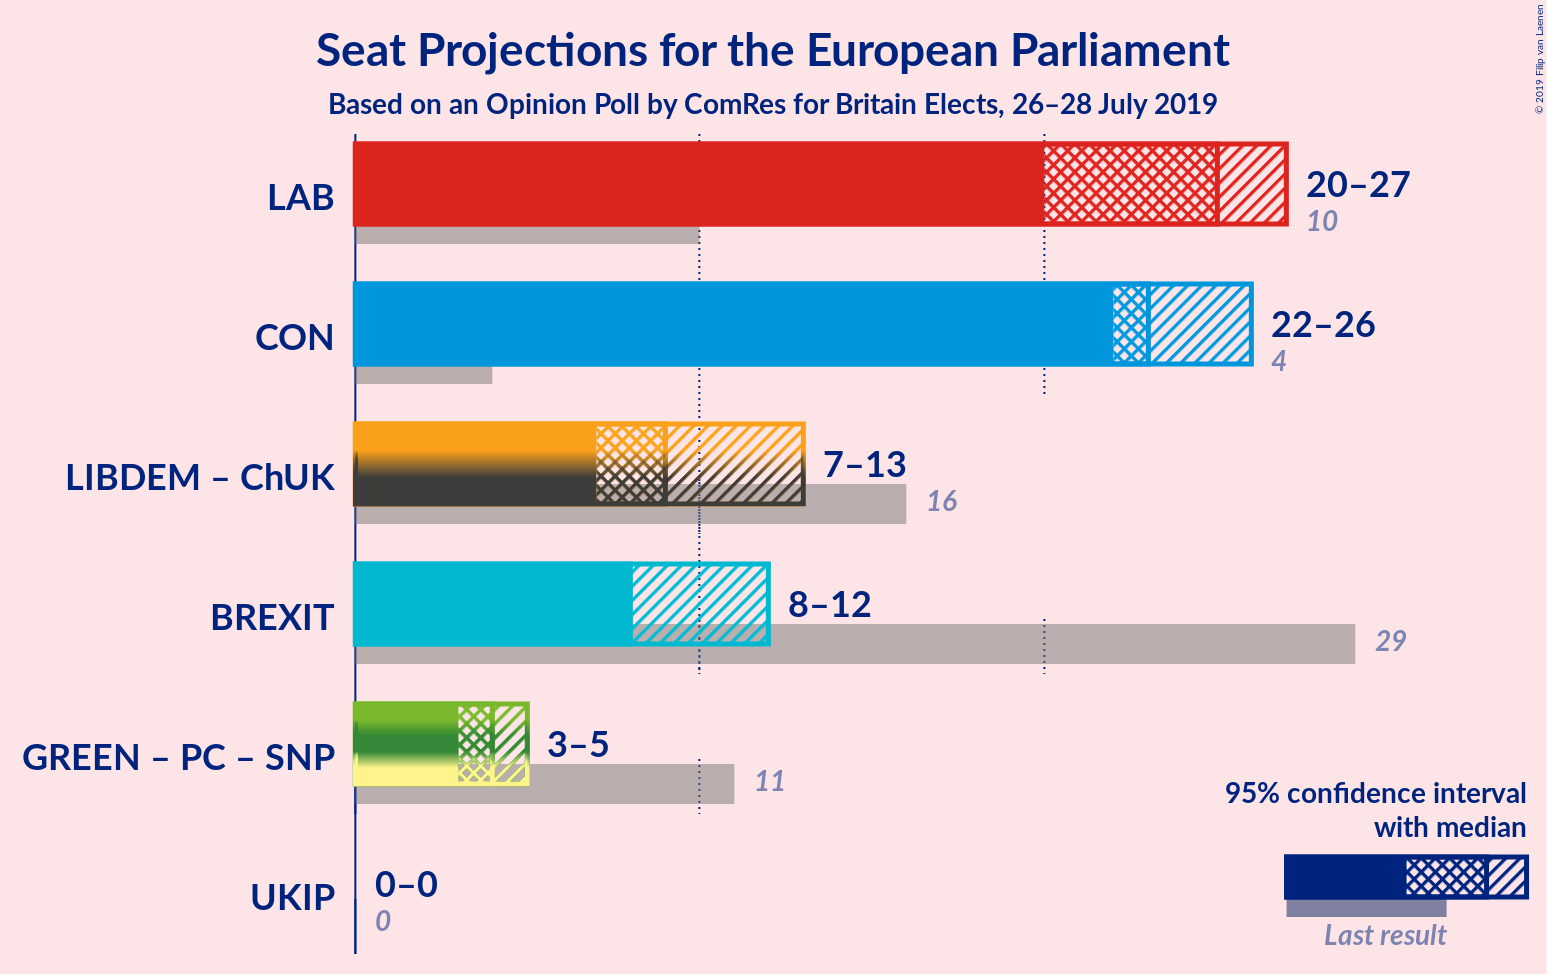 Seat Projections for the European Parliament
Based on an Opinion Poll by ComRes for Britain Elects, 26–28 July 2019
© 2019 Filip van Laenen
LAB
20–27
10
CON
22–26
4
LIBDEM – ChUK
7–13
16
BREXIT
8–12
29
GREEN – PC – SNP
3–5
11
UKIP
0–0
0
95% confidence interval
with median
Last result